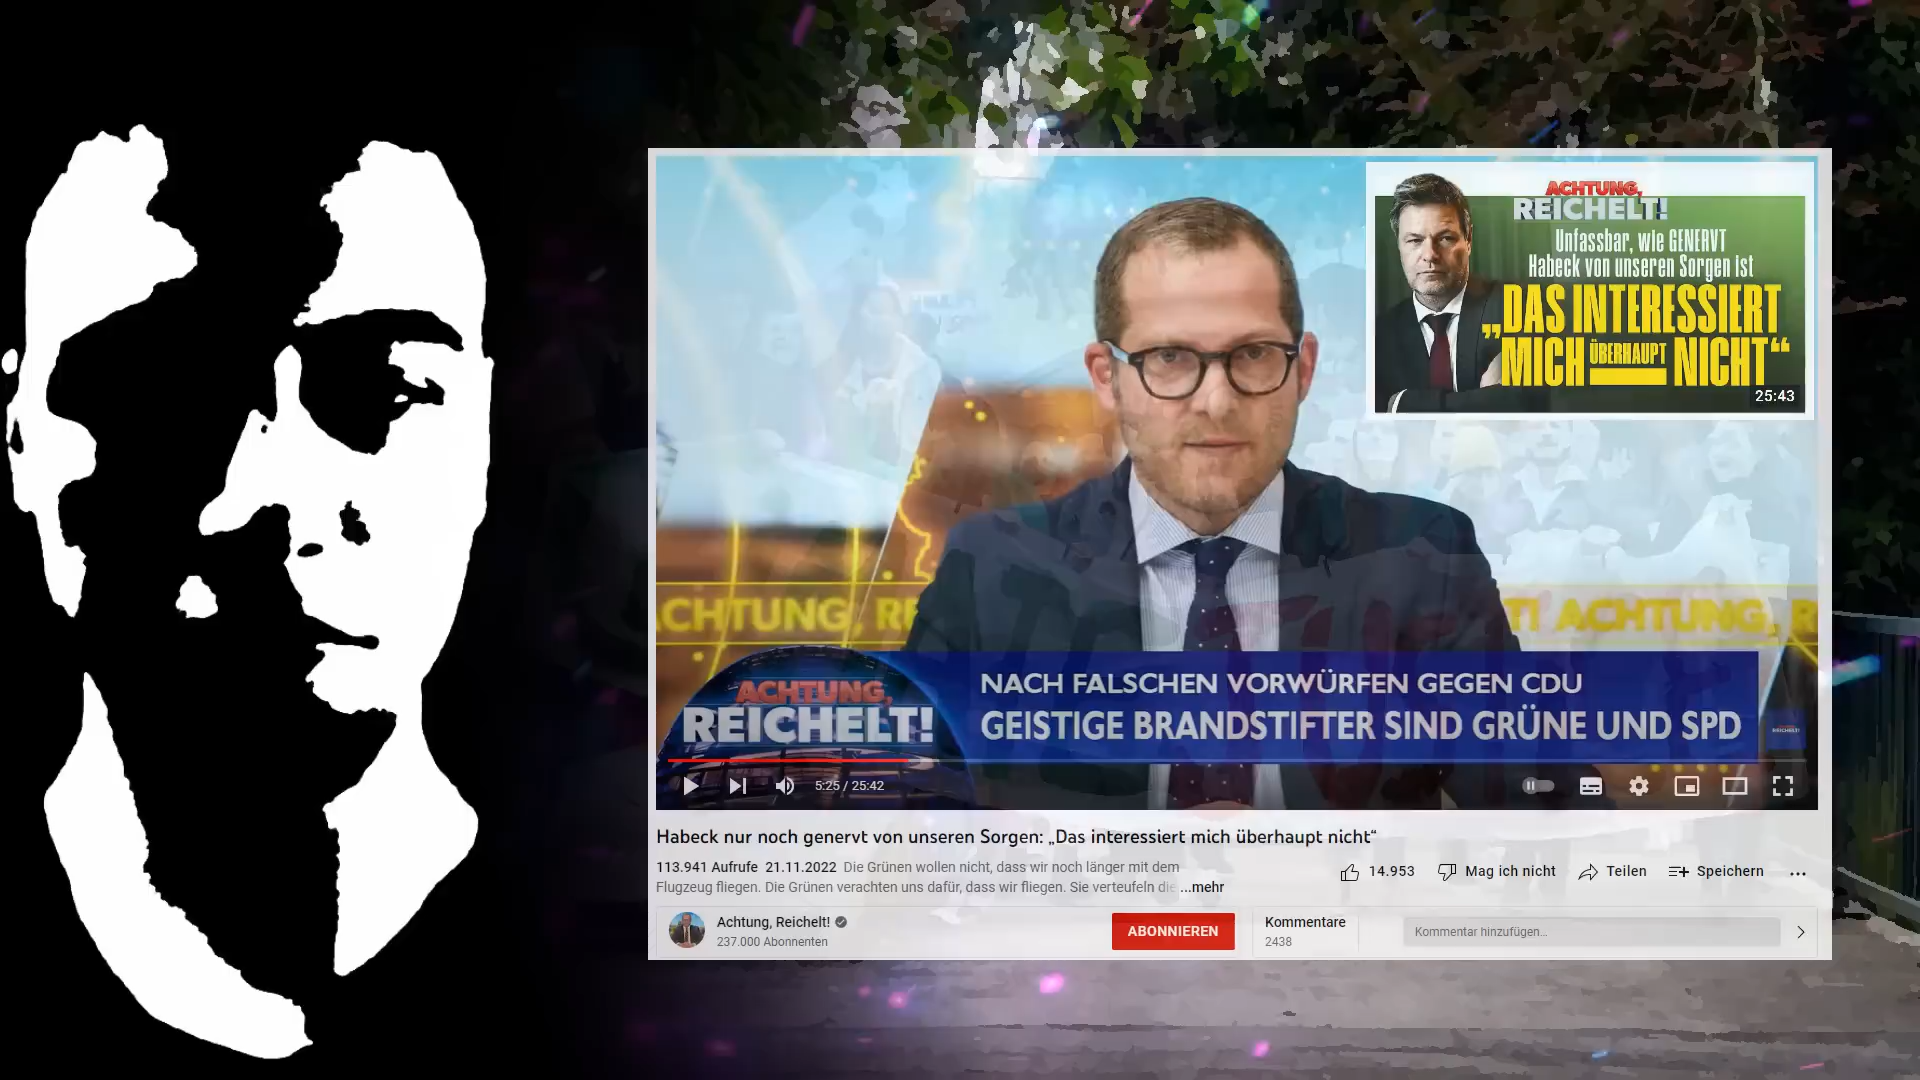 ACHTUNG,
REICHELT!
Unfassbar, wie GENERVT
Habeck von unseren Sorgen ist
„DAS INTERESSIERT
MICH ÜBERHAUPT NICHT“
25:43
ACHTUNG, RE
T! ACHTUNG, R
NACH FALSCHEN VORWÜRFEN GEGEN CDU
GEISTIGE BRANDSTIFTER SIND GRÜNE UND SPD
ACHTUNG,
REICHELT!
REICHELT!
5:25 / 25:42
Habeck nur noch genervt von unseren Sorgen: „Das interessiert mich überhaupt nicht“
113.941 Aufrufe 21.11.2022 Die Grünen wollen nicht, dass wir noch länger mit dem
Flugzeug fliegen. Die Grünen verachten uns dafür, dass wir fliegen. Sie verteufeln die ...mehr
14.953 Mag ich nicht Teilen Speichern ...
Achtung, Reichelt!
237.000 Abonnenten
ABONNIEREN
Kommentare
2438
Kommentar hinzufügen...